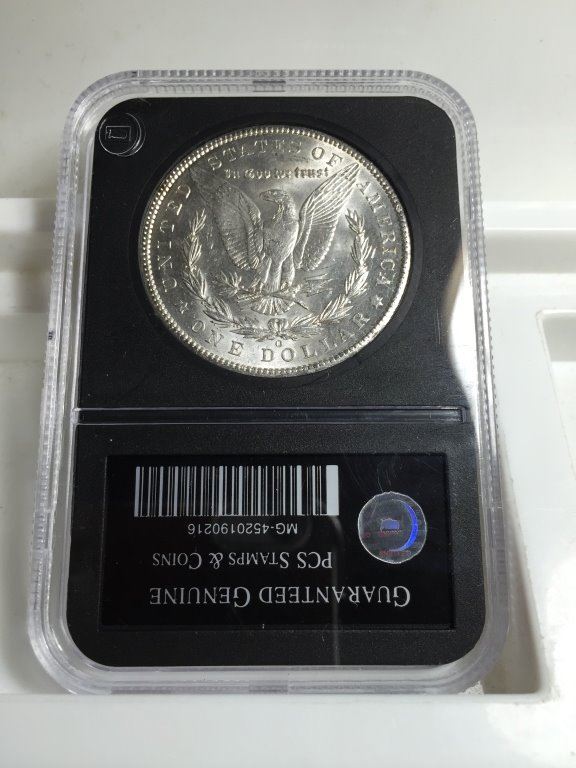 UNITED STATES OF AMERICA
In God we trust
ONE DOLLAR
O
GUARANTEED GENUINE
PCS STAMPS & COINS
MG-4520190216